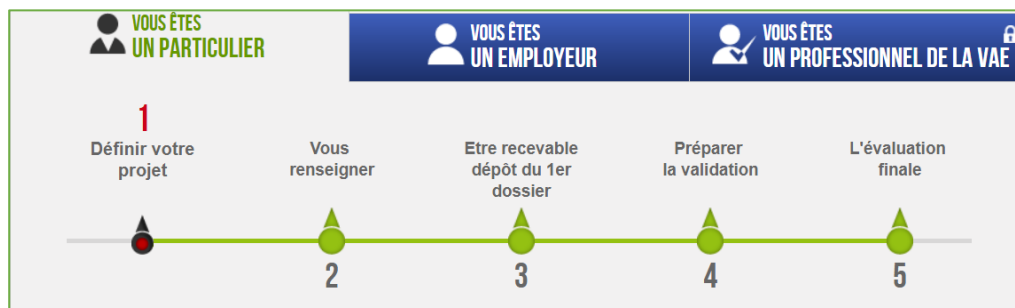 VOUS ÊTES
UN PARTICULIER
VOUS ÊTES
UN EMPLOYEUR
VOUS ÊTES
UN PROFESSIONNEL DE LA VAE
1
Définir votre
projet
Vous
renseigner
Etre recevable
dépôt du 1er
dossier
Préparer
la validation
L'évaluation
finale
2
3
4
5